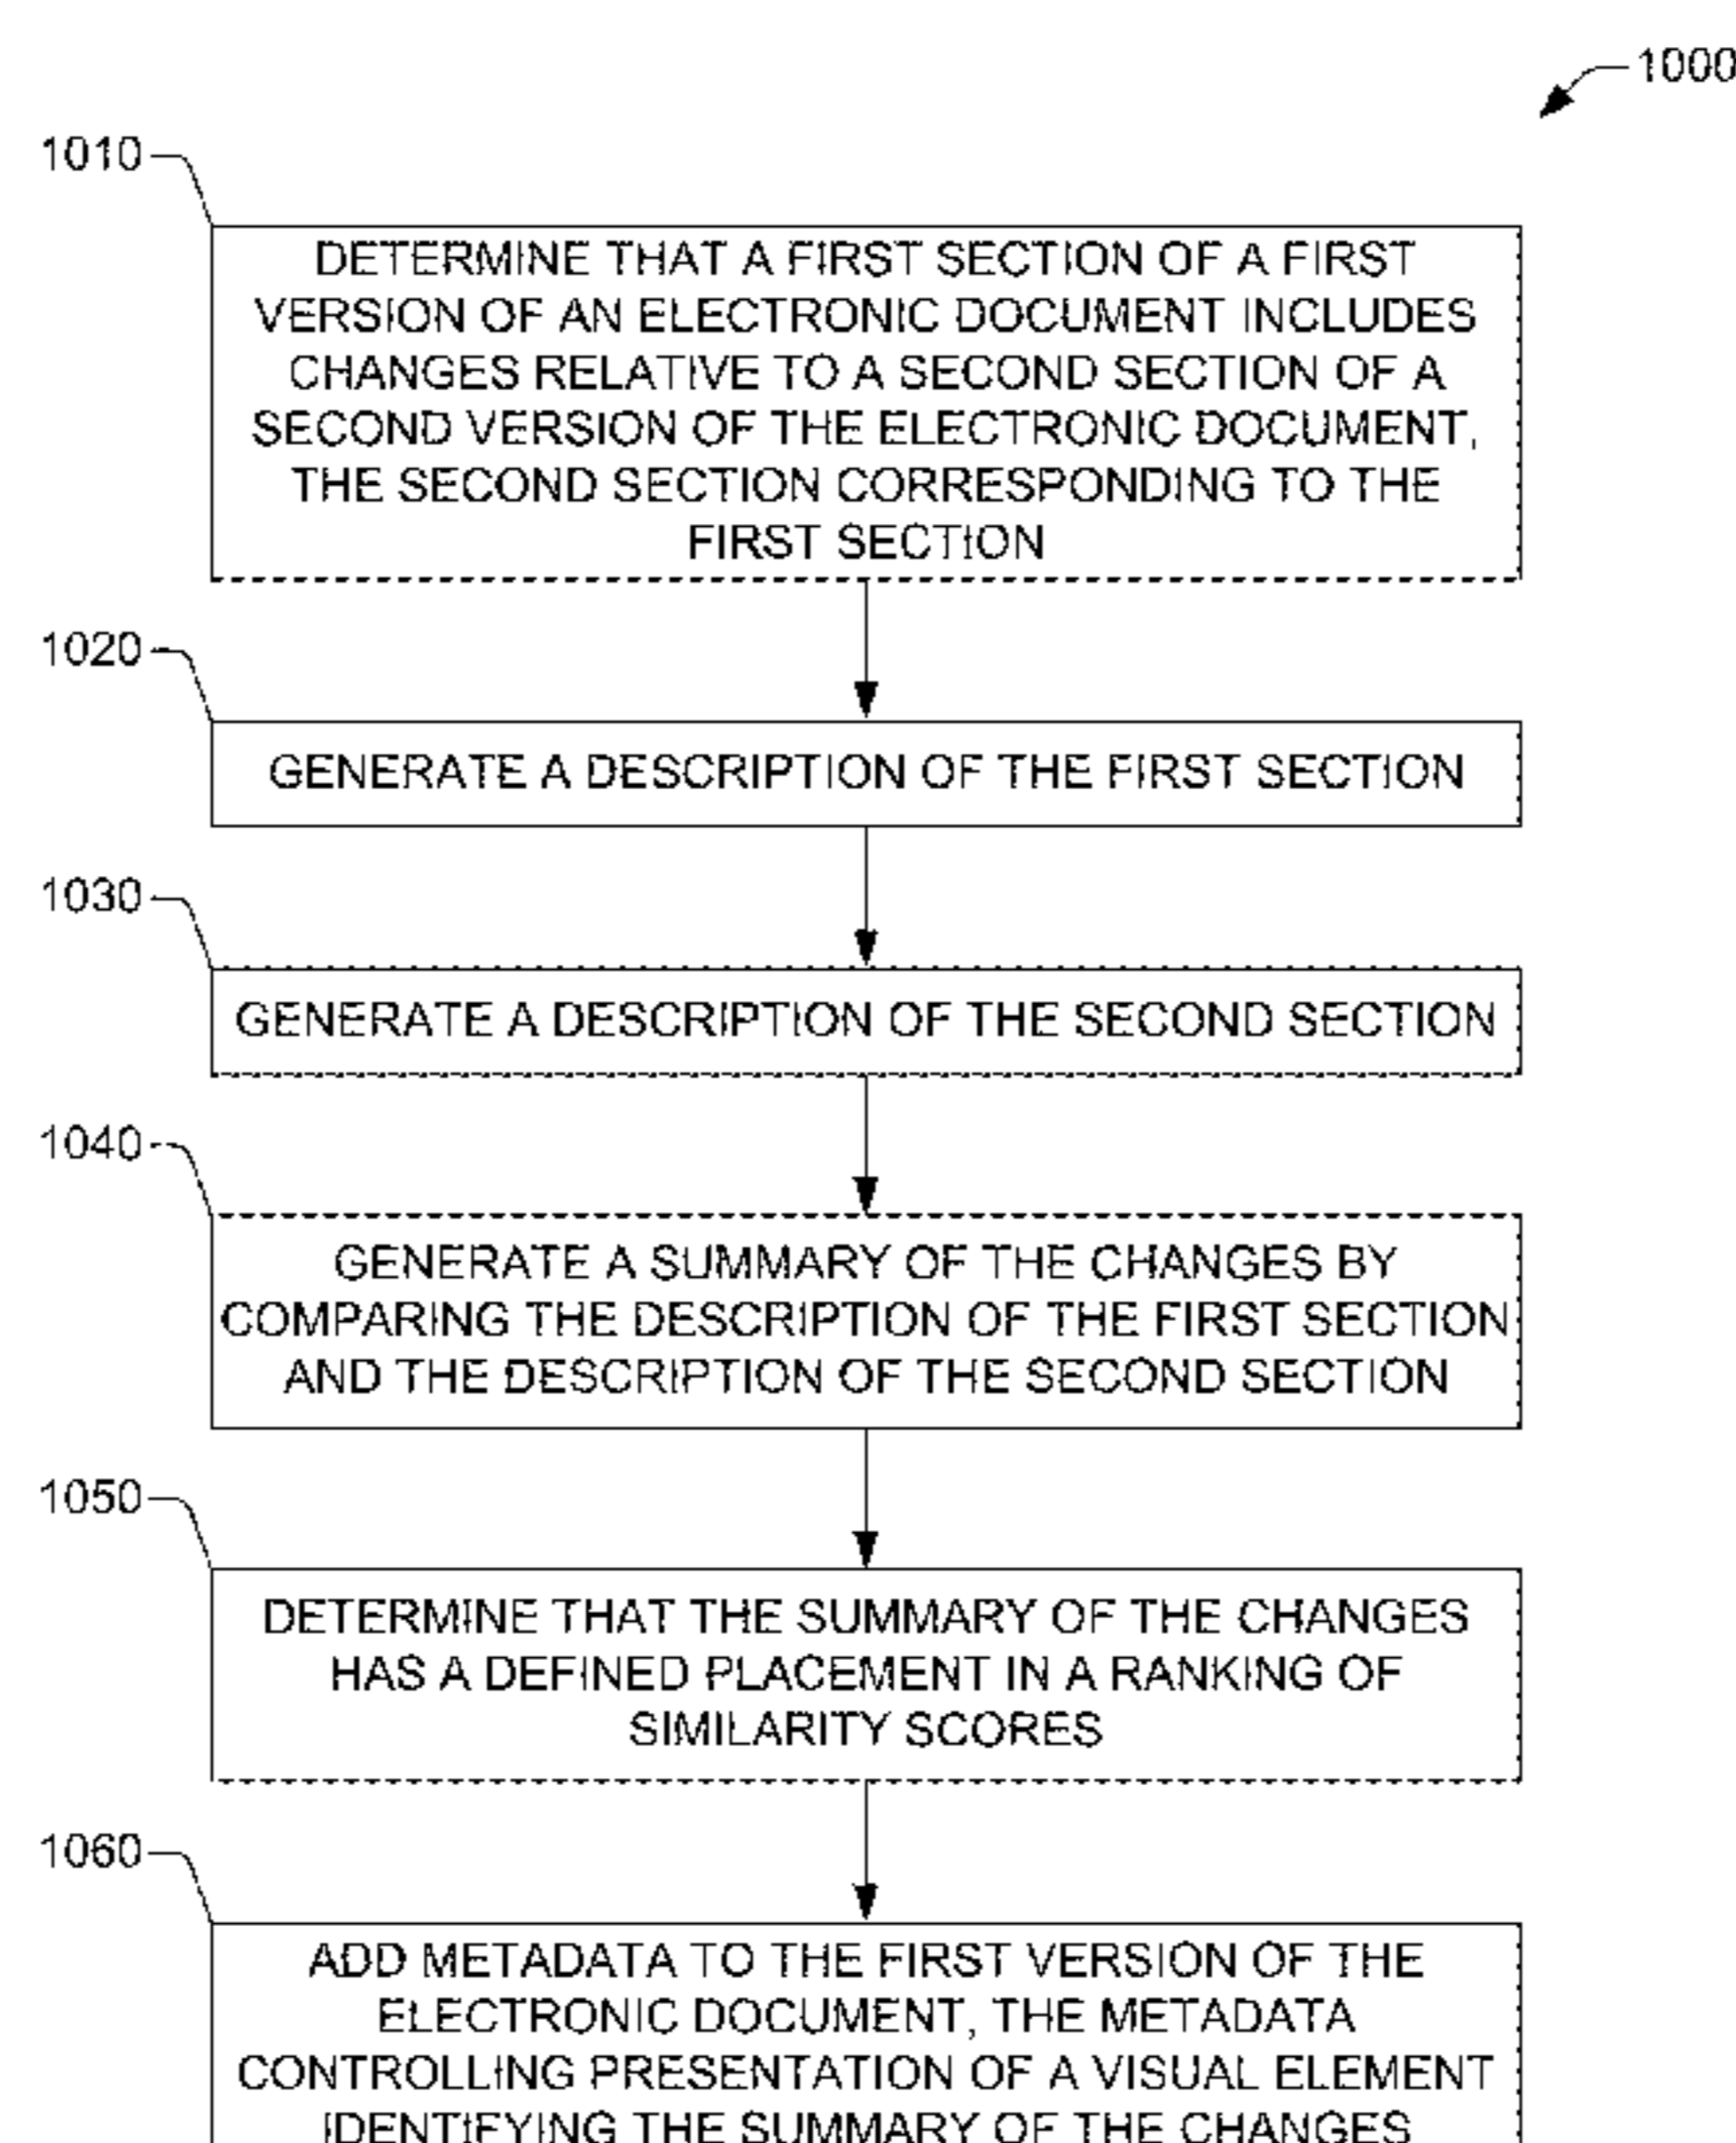 1000
1010
DETERMINE THAT A FIRST SECTION OF A FIRST
VERSION OF AN ELECTRONIC DOCUMENT INCLUDES
CHANGES RELATIVE TO A SECOND SECTION OF A
SECOND VERSION OF THE ELECTRONIC DOCUMENT,
THE SECOND SECTION CORRESPONDING TO THE
FIRST SECTION
1020
GENERATE A DESCRIPTION OF THE FIRST SECTION
1030
GENERATE A DESCRIPTION OF THE SECOND SECTION
1040
GENERATE A SUMMARY OF THE CHANGES BY
COMPARING THE DESCRIPTION OF THE FIRST SECTION
AND THE DESCRIPTION OF THE SECOND SECTION
1050
DETERMINE THAT THE SUMMARY OF THE CHANGES
HAS A DEFINED PLACEMENT IN A RANKING OF
SIMILARITY SCORES
1060
ADD METADATA TO THE FIRST VERSION OF THE
ELECTRONIC DOCUMENT, THE METADATA
CONTROLLING PRESENTATION OF A VISUAL ELEMENT
IDENTIFYING THE SUMMARY OF THE CHANGES